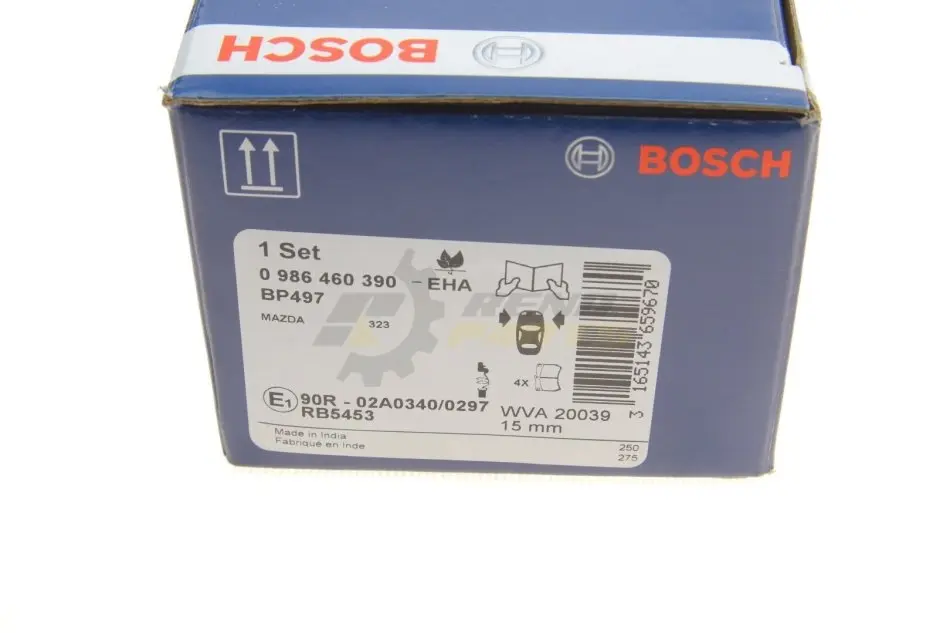 BOSCH
BOSCH
1 Set
0 986 460 390 - EHA
BP497
MAZDA 323
4X
E1 90R - 02A0340/0297
RB5453
WVA 20039
15 mm
Made in India
Fabriqué en Inde
250
275
3 165143 659670